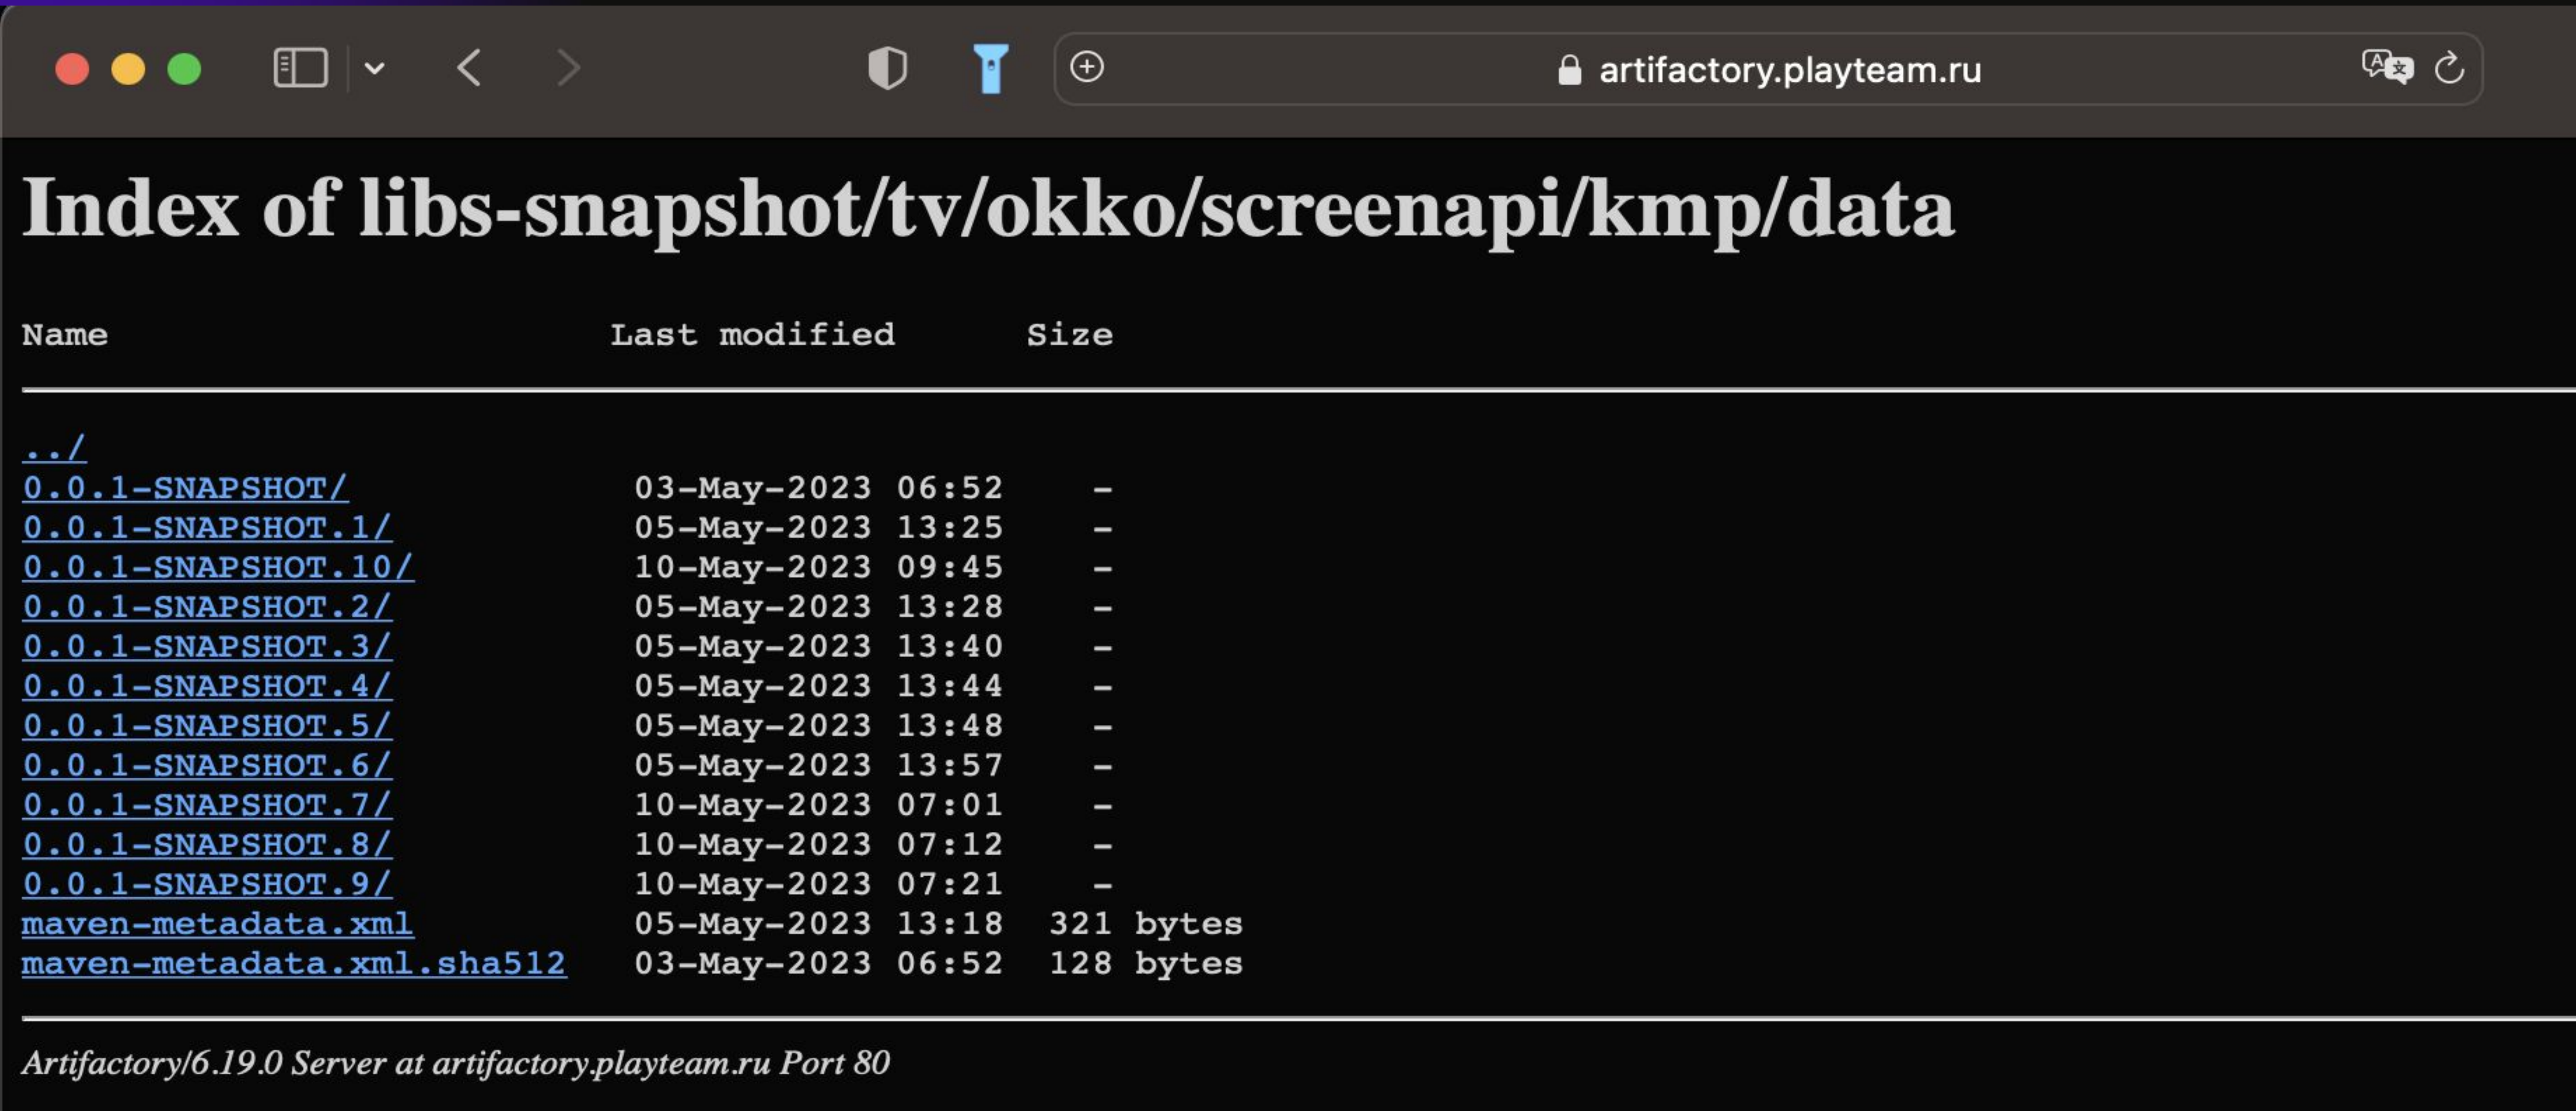 artifactory.playteam.ru
Index of libs-snapshot/tv/okko/screenapi/kmp/data
Name Last modified Size
../
0.0.1-SNAPSHOT/ 03-May-2023 06:52 -
0.0.1-SNAPSHOT.1/ 05-May-2023 13:25 -
0.0.1-SNAPSHOT.10/ 10-May-2023 09:45 -
0.0.1-SNAPSHOT.2/ 05-May-2023 13:28 -
0.0.1-SNAPSHOT.3/ 05-May-2023 13:40 -
0.0.1-SNAPSHOT.4/ 05-May-2023 13:44 -
0.0.1-SNAPSHOT.5/ 05-May-2023 13:48 -
0.0.1-SNAPSHOT.6/ 05-May-2023 13:57 -
0.0.1-SNAPSHOT.7/ 10-May-2023 07:01 -
0.0.1-SNAPSHOT.8/ 10-May-2023 07:12 -
0.0.1-SNAPSHOT.9/ 10-May-2023 07:21 -
maven-metadata.xml 05-May-2023 13:18 321 bytes
maven-metadata.xml.sha512 03-May-2023 06:52 128 bytes
Artifactory/6.19.0 Server at artifactory.playteam.ru Port 80